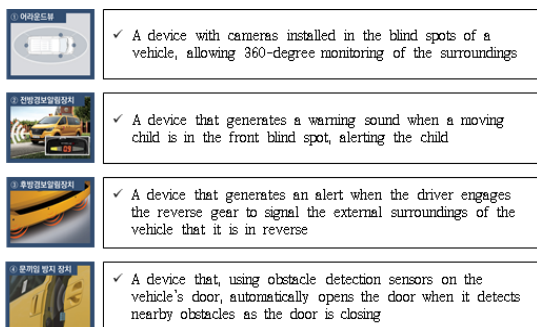 ① 어라운드뷰
✓ A device with cameras installed in the blind spots of a
vehicle, allowing 360-degree monitoring of the surroundings
② 전방경보알림장치
✓ A device that generates a warning sound when a moving
child is in the front blind spot, alerting the child
③ 후방경보알림장치
✓ A device that generates an alert when the driver engages
the reverse gear to signal the external surroundings of the
vehicle that it is in reverse
④ 문끼임 방지 장치
✓ A device that, using obstacle detection sensors on the
vehicle's door, automatically opens the door when it detects
nearby obstacles as the door is closing